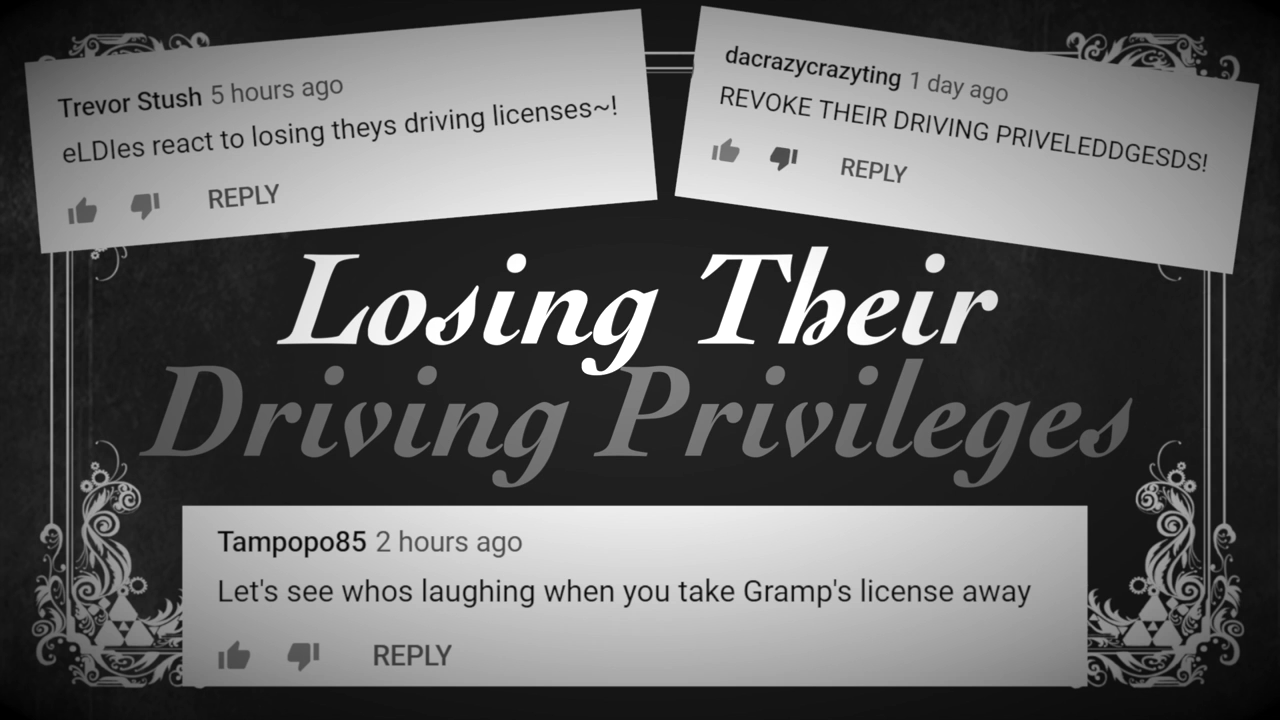 Trevor Stush 5 hours ago
eLDIes react to losing theys driving licenses~!
REPLY
dacrazycrazyting 1 day ago
REVOKE THEIR DRIVING PRIVELEDDGESDS!
REPLY
Losing Their
Driving Privileges
Tampopo85 2 hours ago
Let's see whos laughing when you take Gramp's license away
REPLY